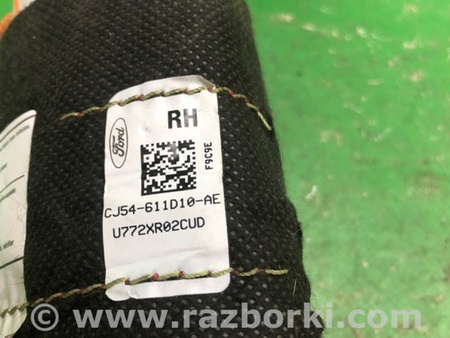 RH
Ford
F9C9E
CJ54-611D10-AE
U772XR02CUD
© www.razborki.com